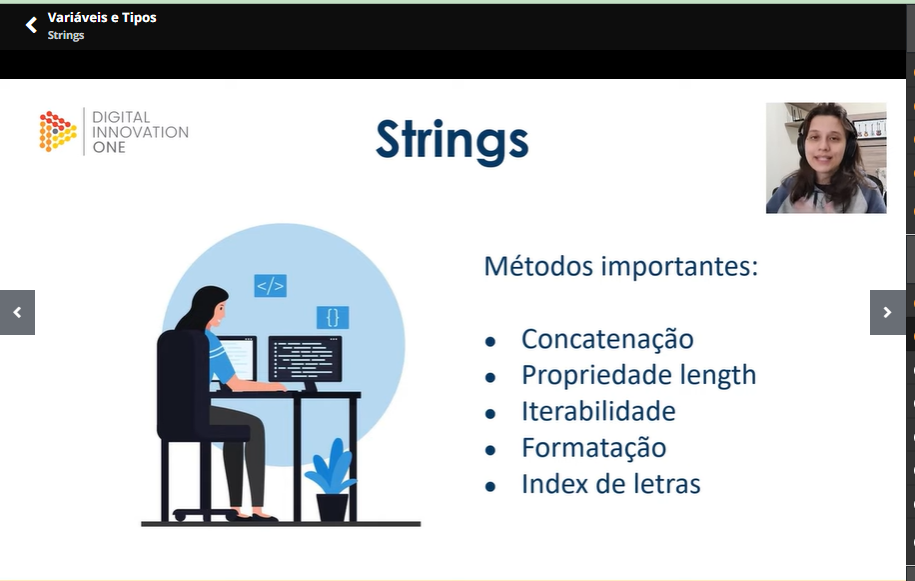 Variáveis e Tipos
Strings
DIGITAL
INNOVATION
ONE
Strings
</>
{}
Métodos importantes:
● Concatenação
● Propriedade length
● Iterabilidade
● Formatação
● Index de letras